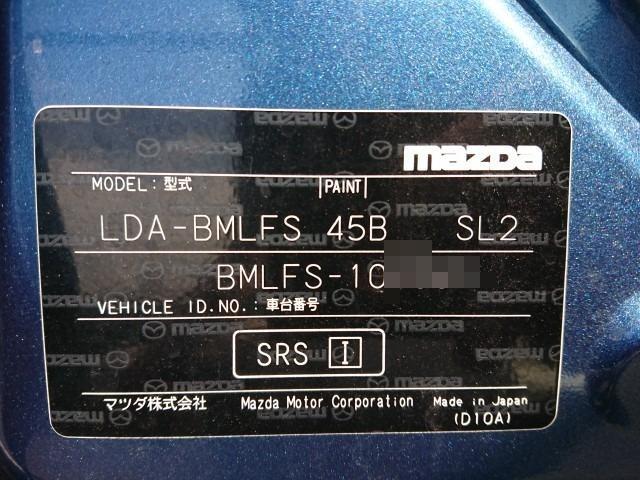 mazda
MODEL: 型式 PAINT
LDA-BMLFS 45B SL2
BMLFS-10
VEHICLE ID.NO.: 車台番号
SRS I
マツダ株式会社 Mazda Motor Corporation Made in Japan
(D10A)